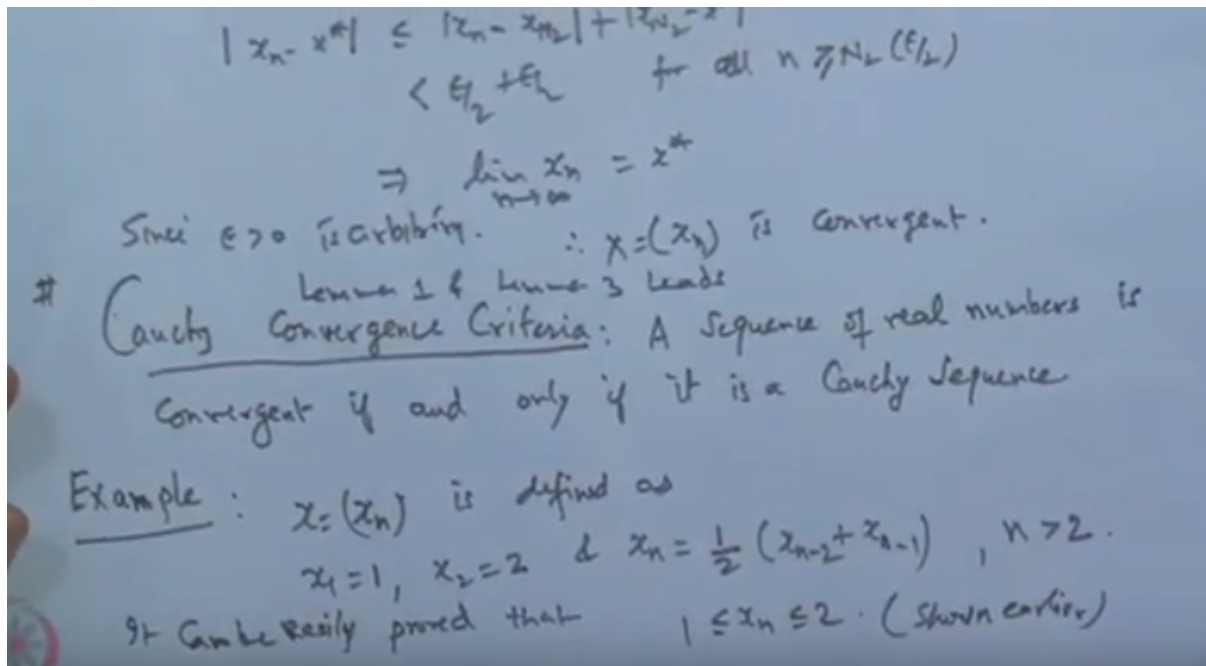 |xn - x*| ≤ |xn - xN2| + |xN2 - x*|
< ε/2 + ε/2 for all n ≥ N2 (ε/2)
⇒ lim xn = x*
n→∞
Since ε>0 is arbitrary. ∴ X=(xn) is convergent.
Lemma 1 & Lemma 3 Leads
# Cauchy Convergence Criteria: A Sequence of real numbers is
Convergent if and only if it is a Cauchy Sequence
Example : X=(xn) is defined as
x1=1, x2=2 & xn = 1/2 (xn-2 + xn-1) , n>2.
It Can be easily proved that 1 ≤ xn ≤ 2. (Shown earlier)